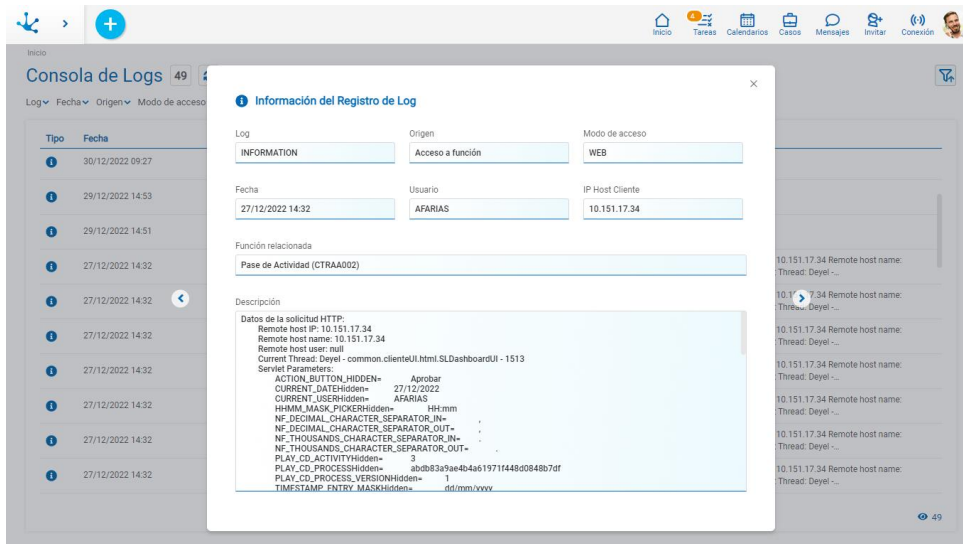 4
Inicio
Tareas
Calendarios
Casos
Mensajes
Invitar
Conexión
Inicio
Consola de Logs 49
Log Fecha Origen Modo de acceso
Tipo Fecha
30/12/2022 09:27
29/12/2022 14:53
29/12/2022 14:51
27/12/2022 14:32
27/12/2022 14:32
27/12/2022 14:32
27/12/2022 14:32
27/12/2022 14:32
27/12/2022 14:32
27/12/2022 14:32
Información del Registro de Log
Log Origen Modo de acceso
INFORMATION Acceso a función WEB
Fecha Usuario IP Host Cliente
27/12/2022 14:32 AFARIAS 10.151.17.34
Función relacionada
Pase de Actividad (CTRAA002)
Descripción
Datos de la solicitud HTTP:
Remote host IP: 10.151.17.34
Remote host name: 10.151.17.34
Remote host user: null
Current Thread: Deyel - common.clienteUI.html.SLDashboardUI - 1513
Servlet Parameters:
ACTION_BUTTON_HIDDEN= Aprobar
CURRENT_DATEHidden= 27/12/2022
CURRENT_USERHidden= AFARIAS
HHMM_MASK_PICKERHidden= HH:mm
NF_DECIMAL_CHARACTER_SEPARATOR_IN= ,
NF_DECIMAL_CHARACTER_SEPARATOR_OUT= ,
NF_THOUSANDS_CHARACTER_SEPARATOR_IN= .
NF_THOUSANDS_CHARACTER_SEPARATOR_OUT= .
PLAY_CD_ACTIVITYHidden= 3
PLAY_CD_PROCESSHidden= abdb83a9ae4b4a61971f448d0848b7df
PLAY_CD_PROCESS_VERSIONHidden= 1
TIMESTAMP_ENTRY_MASKHidden= dd/mm/yyyy
10.151.17.34 Remote host name:
Thread: Deyel -...
7.34 Remote host name:
Deyel -...
10.151.17.34 Remote host name:
Thread: Deyel -...
10.151.17.34 Remote host name:
Thread: Deyel -...
10.151.17.34 Remote host name:
Thread: Deyel -...
10.151.17.34 Remote host name:
Thread: Deyel -...
10.151.17.34 Remote host name:
Thread: Deyel -...
49